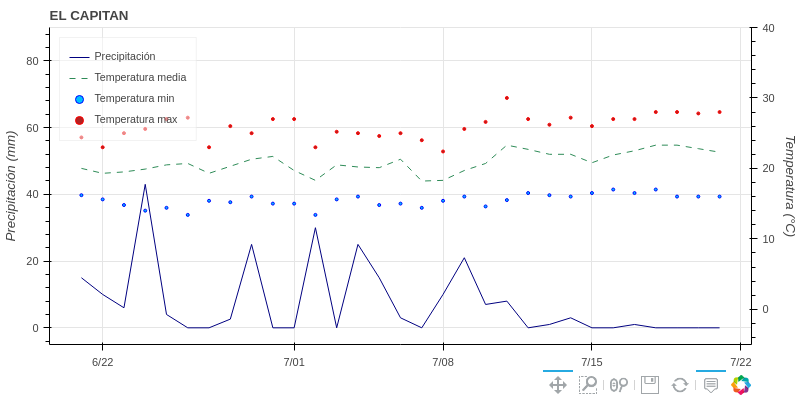 EL CAPITAN
Precipitación
Temperatura media
Temperatura min
Temperatura max
Precipitación (mm)
80
60
40
20
0
40
30
20
10
0
Temperatura (°C)
6/22
7/01
7/08
7/15
7/22